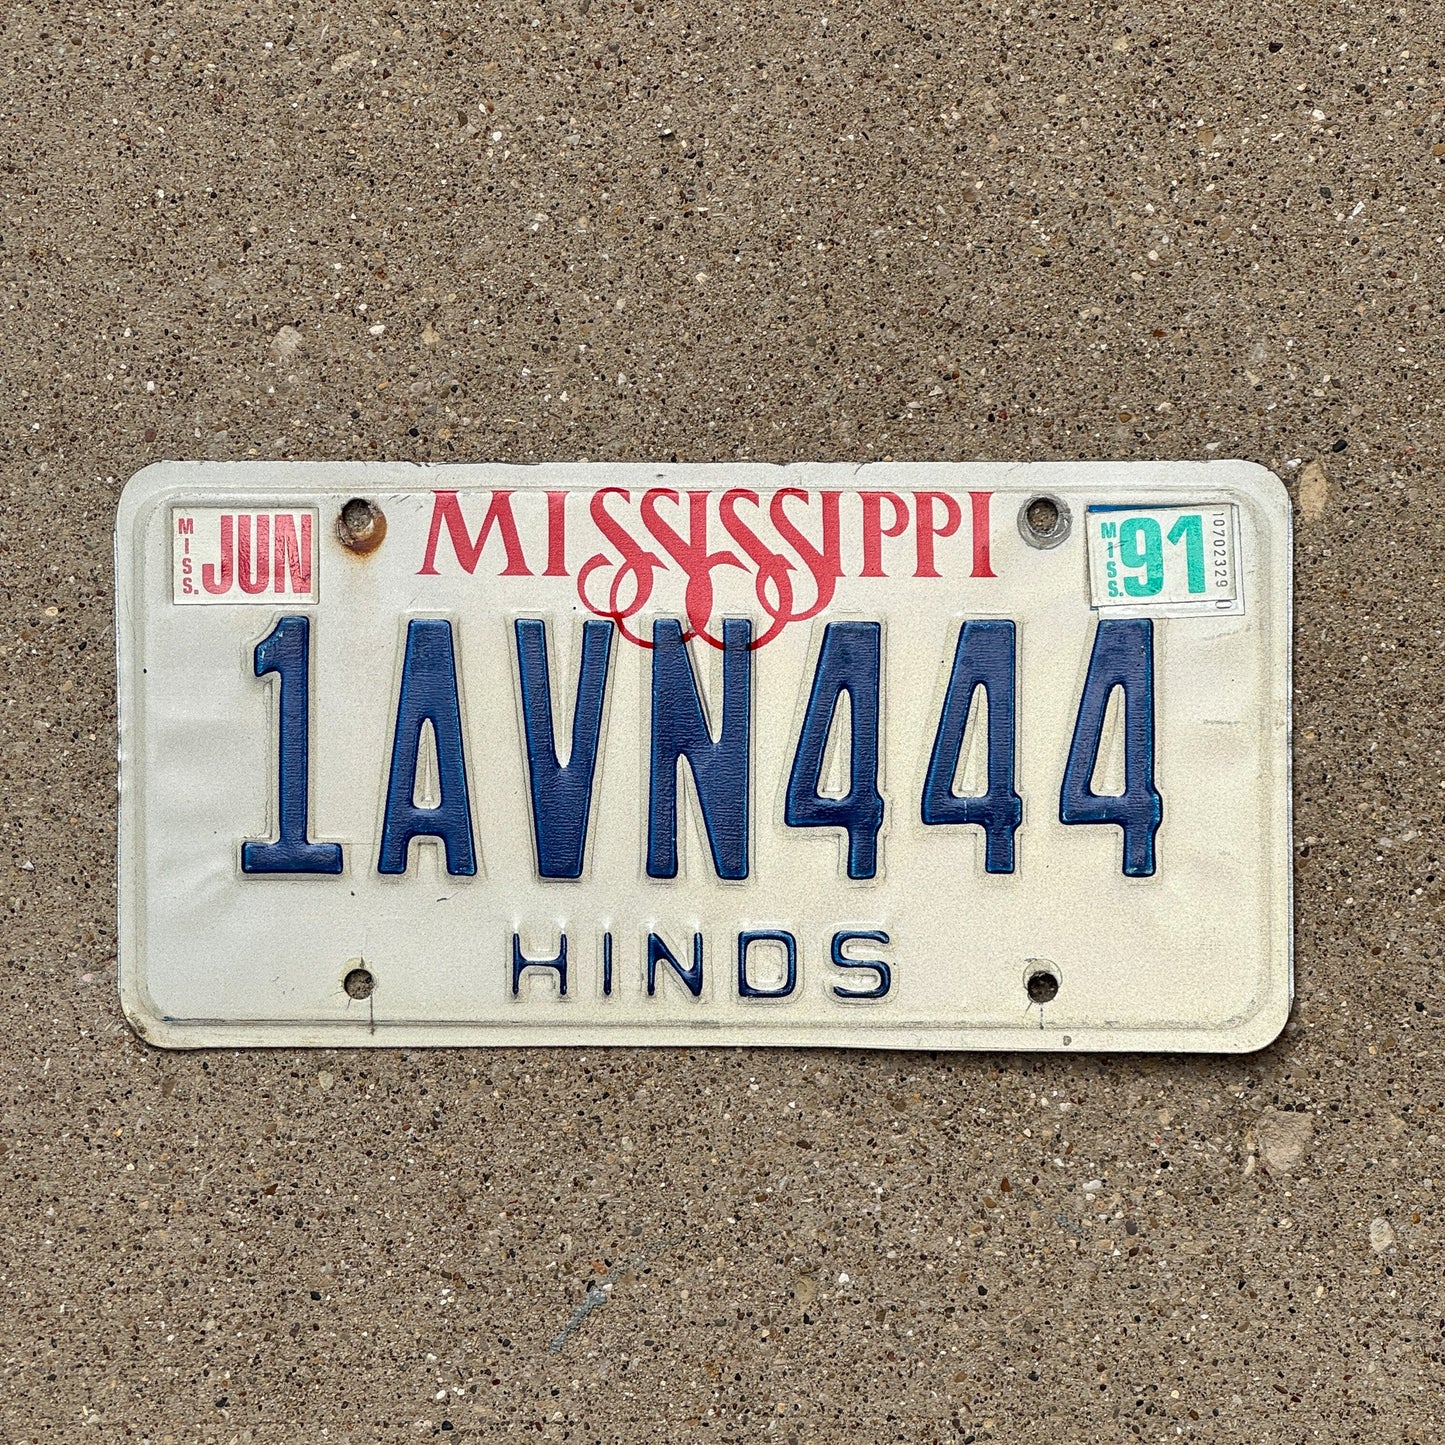 MISS. JUN
MISSISSIPPI
MISS. 91
10702329
1AVN444
HINDS